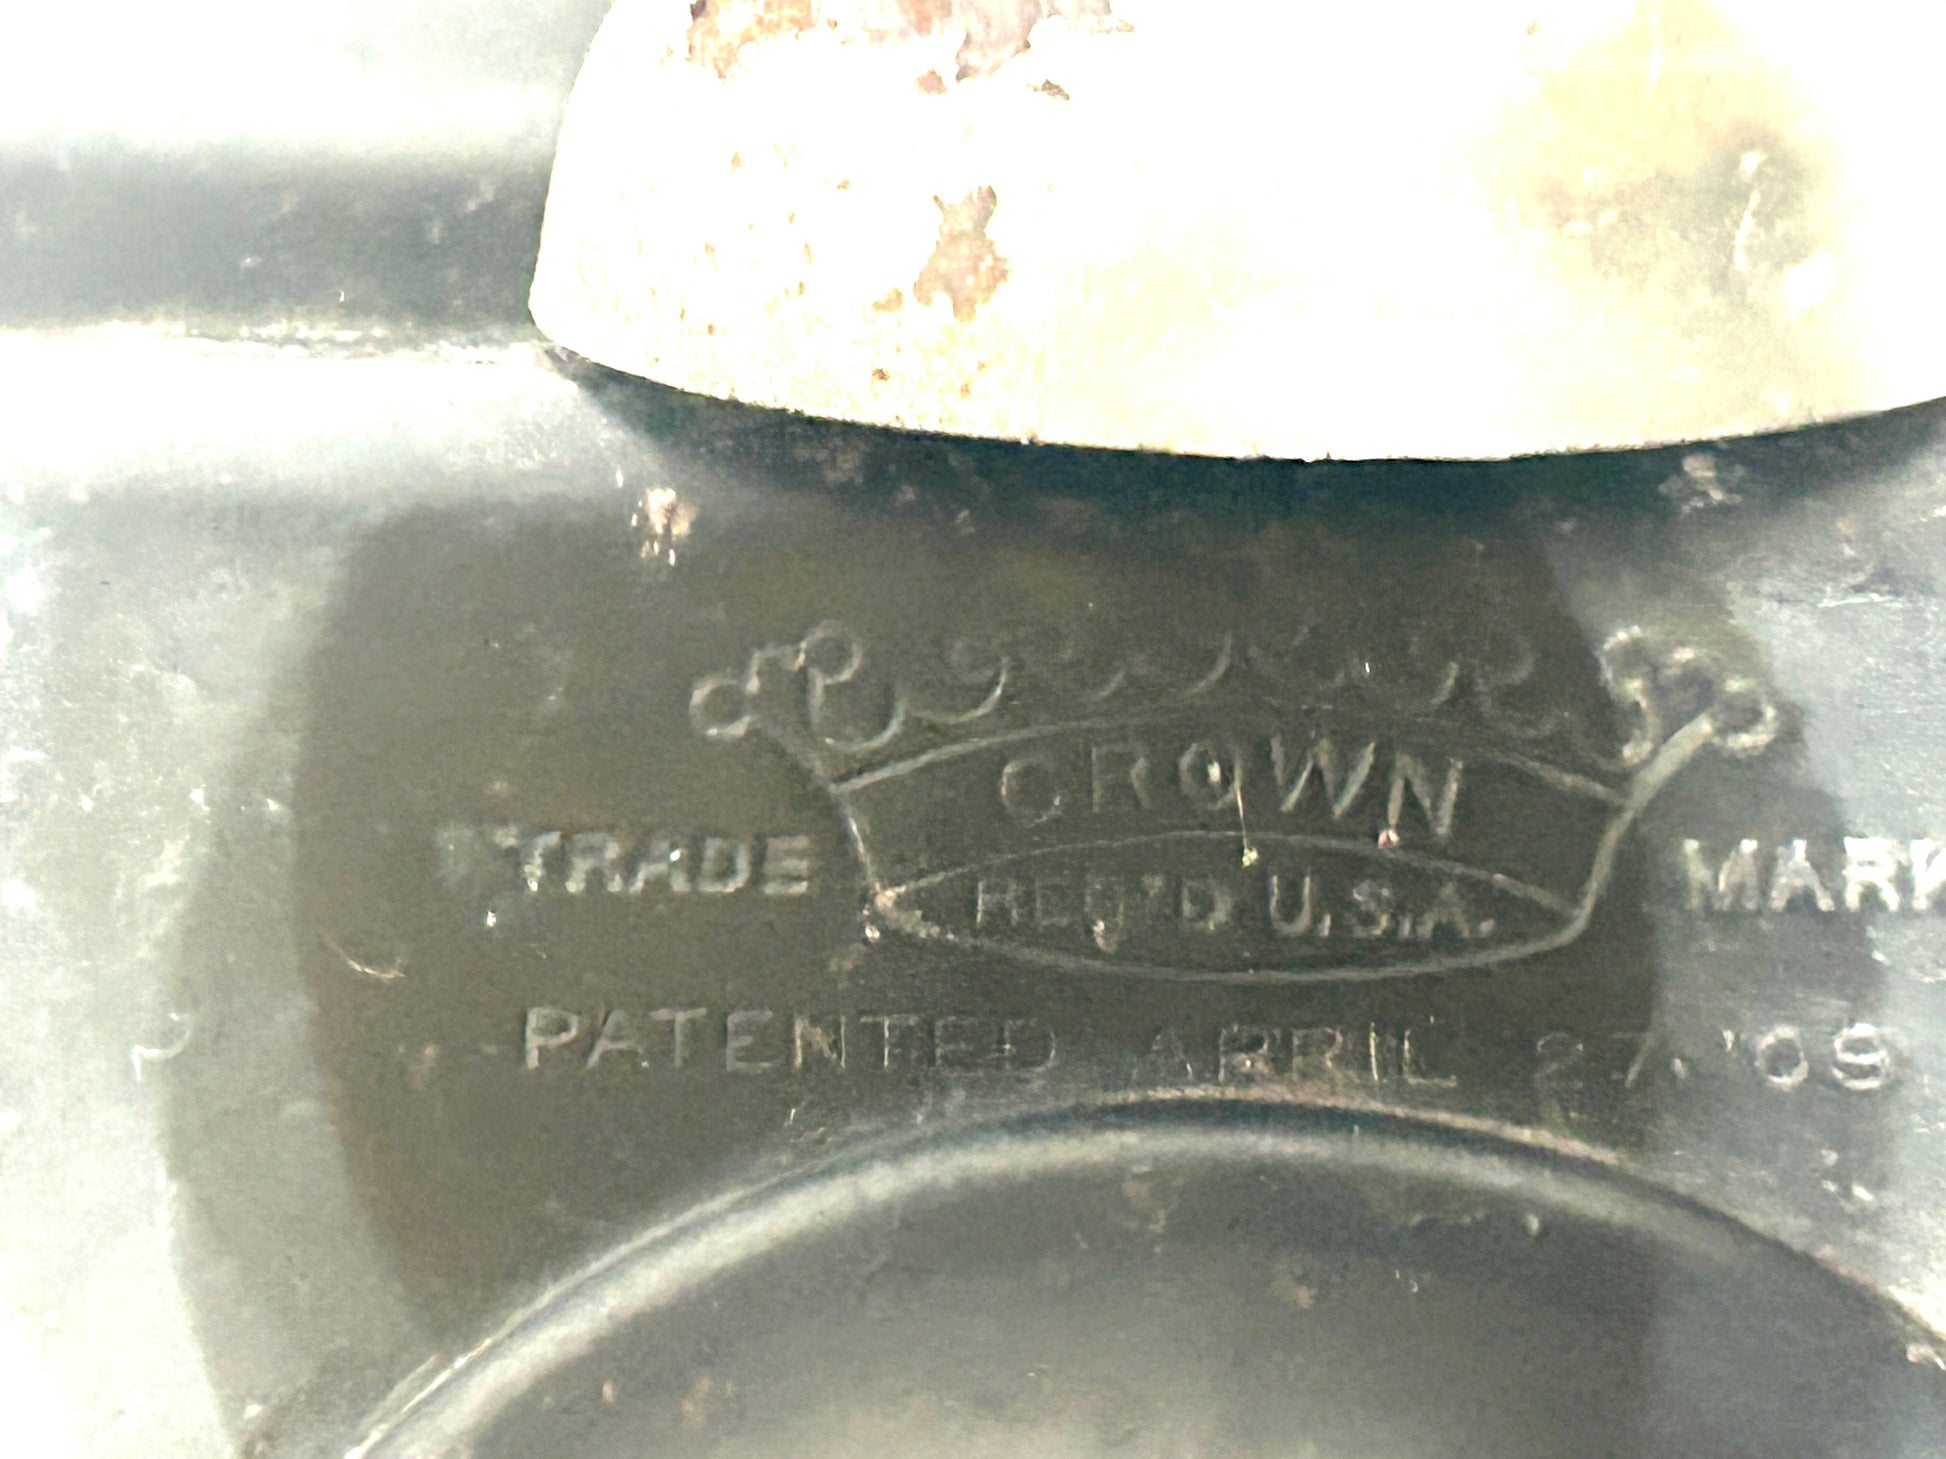 CROWN
TRADE MARK
REG'D U.S.A.
PATENTED APRIL 27, '09